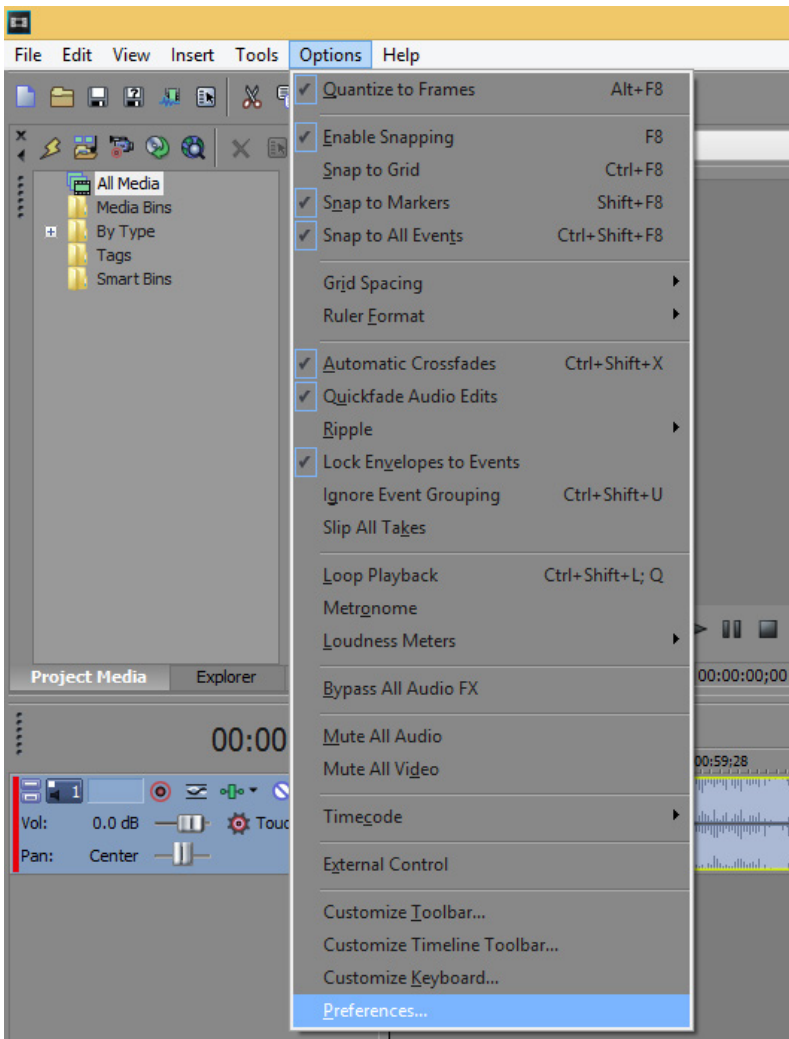 File Edit View Insert Tools Options Help
Quantize to Frames Alt+F8
Enable Snapping F8
Snap to Grid Ctrl+F8
Snap to Markers Shift+F8
Snap to All Events Ctrl+Shift+F8
Grid Spacing
Ruler Format
Automatic Crossfades Ctrl+Shift+X
Quickfade Audio Edits
Ripple
Lock Envelopes to Events
Ignore Event Grouping Ctrl+Shift+U
Slip All Takes
Loop Playback Ctrl+Shift+L; Q
Metronome
Loudness Meters
Bypass All Audio FX
Mute All Audio
Mute All Video
Timecode
External Control
Customize Toolbar...
Customize Timeline Toolbar...
Customize Keyboard...
Preferences...
All Media
Media Bins
By Type
Tags
Smart Bins
Project Media Explorer
00:00:00;00
00:00
00:59:28
1
Vol: 0.0 dB Touc
Pan: Center